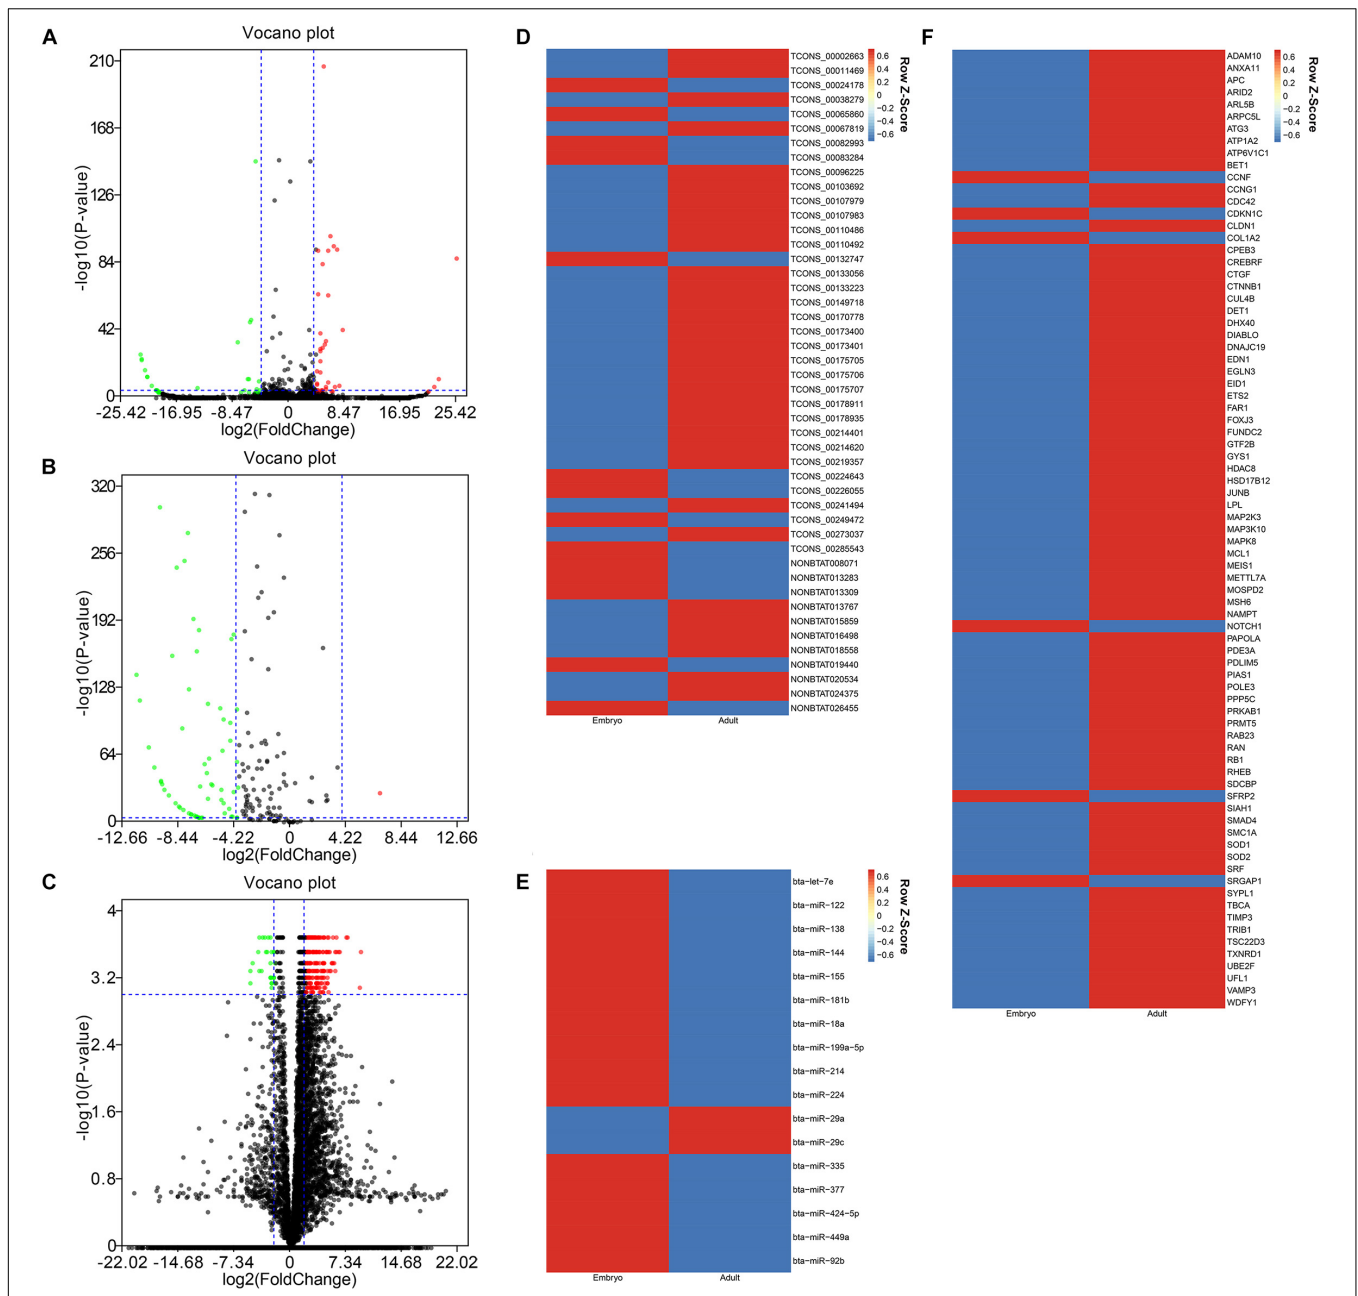 A
Vocano plot
210
168
126
84
42
0
-log10(P-value)
-25.42 -16.95 -8.47 0 8.47 16.95 25.42
log2(FoldChange)
B
Vocano plot
320
256
192
128
64
0
-log10(P-value)
-12.66 -8.44 -4.22 0 4.22 8.44 12.66
log2(FoldChange)
C
Vocano plot
4
3.2
2.4
1.6
0.8
0
-log10(P-value)
-22.02 -14.68 -7.34 0 7.34 14.68 22.02
log2(FoldChange)
D
TCONS_00002663
TCONS_00011469
TCONS_00024178
TCONS_00038279
TCONS_00065860
TCONS_00067819
TCONS_00082993
TCONS_00083284
TCONS_00096225
TCONS_00103692
TCONS_00107979
TCONS_00107983
TCONS_00110486
TCONS_00110492
TCONS_00132747
TCONS_00133056
TCONS_00133223
TCONS_00149718
TCONS_00170778
TCONS_00173400
TCONS_00173401
TCONS_00175705
TCONS_00175706
TCONS_00175707
TCONS_00178911
TCONS_00178935
TCONS_00214401
TCONS_00214620
TCONS_00219357
TCONS_00224643
TCONS_00226055
TCONS_00241494
TCONS_00249472
TCONS_00273037
TCONS_00285543
NONBTAT008071
NONBTAT013283
NONBTAT013309
NONBTAT013767
NONBTAT015859
NONBTAT016498
NONBTAT018558
NONBTAT019440
NONBTAT020534
NONBTAT024375
NONBTAT026455
Embryo Adult
0.6
0.4
0.2
0
−0.2
−0.4
−0.6
Row Z-Score
E
bta−let−7e
bta−miR−122
bta−miR−138
bta−miR−144
bta−miR−155
bta−miR−181b
bta−miR−18a
bta−miR−199a−5p
bta−miR−214
bta−miR−224
bta−miR−29a
bta−miR−29c
bta−miR−335
bta−miR−377
bta−miR−424−5p
bta−miR−449a
bta−miR−92b
Embryo Adult
0.6
0.4
0.2
0
−0.2
−0.4
−0.6
Row Z-Score
F
ADAM10
ANXA11
APC
ARID2
ARL5B
ARPC5L
ATG3
ATP1A2
ATP6V1C1
BET1
CCNF
CCNG1
CDC42
CDKN1C
CLDN1
COL1A2
CPEB3
CREBRF
CTGF
CTNNB1
CUL4B
DET1
DHX40
DIABLO
DNAJC19
EDN1
EGLN3
EID1
ETS2
FAR1
FOXJ3
FUNDC2
GTF2B
GYS1
HDAC8
HSD17B12
JUNB
LPL
MAP2K3
MAP3K10
MAPK8
MCL1
MEIS1
METTL7A
MOSPD2
MSH6
NAMPT
NOTCH1
PAPOLA
PDE3A
PDLIM5
PIAS1
POLE3
PPP5C
PRKAB1
PRMT5
RAB23
RAN
RB1
RHEB
SDCBP
SFRP2
SIAH1
SMAD4
SMC1A
SOD1
SOD2
SRF
SRGAP1
SYPL1
TBCA
TIMP3
TRIB1
TSC22D3
TXNRD1
UBE2F
UFL1
VAMP3
WDFY1
Embryo Adult
0.6
0.4
0.2
0
−0.2
−0.4
−0.6
Row Z-Score